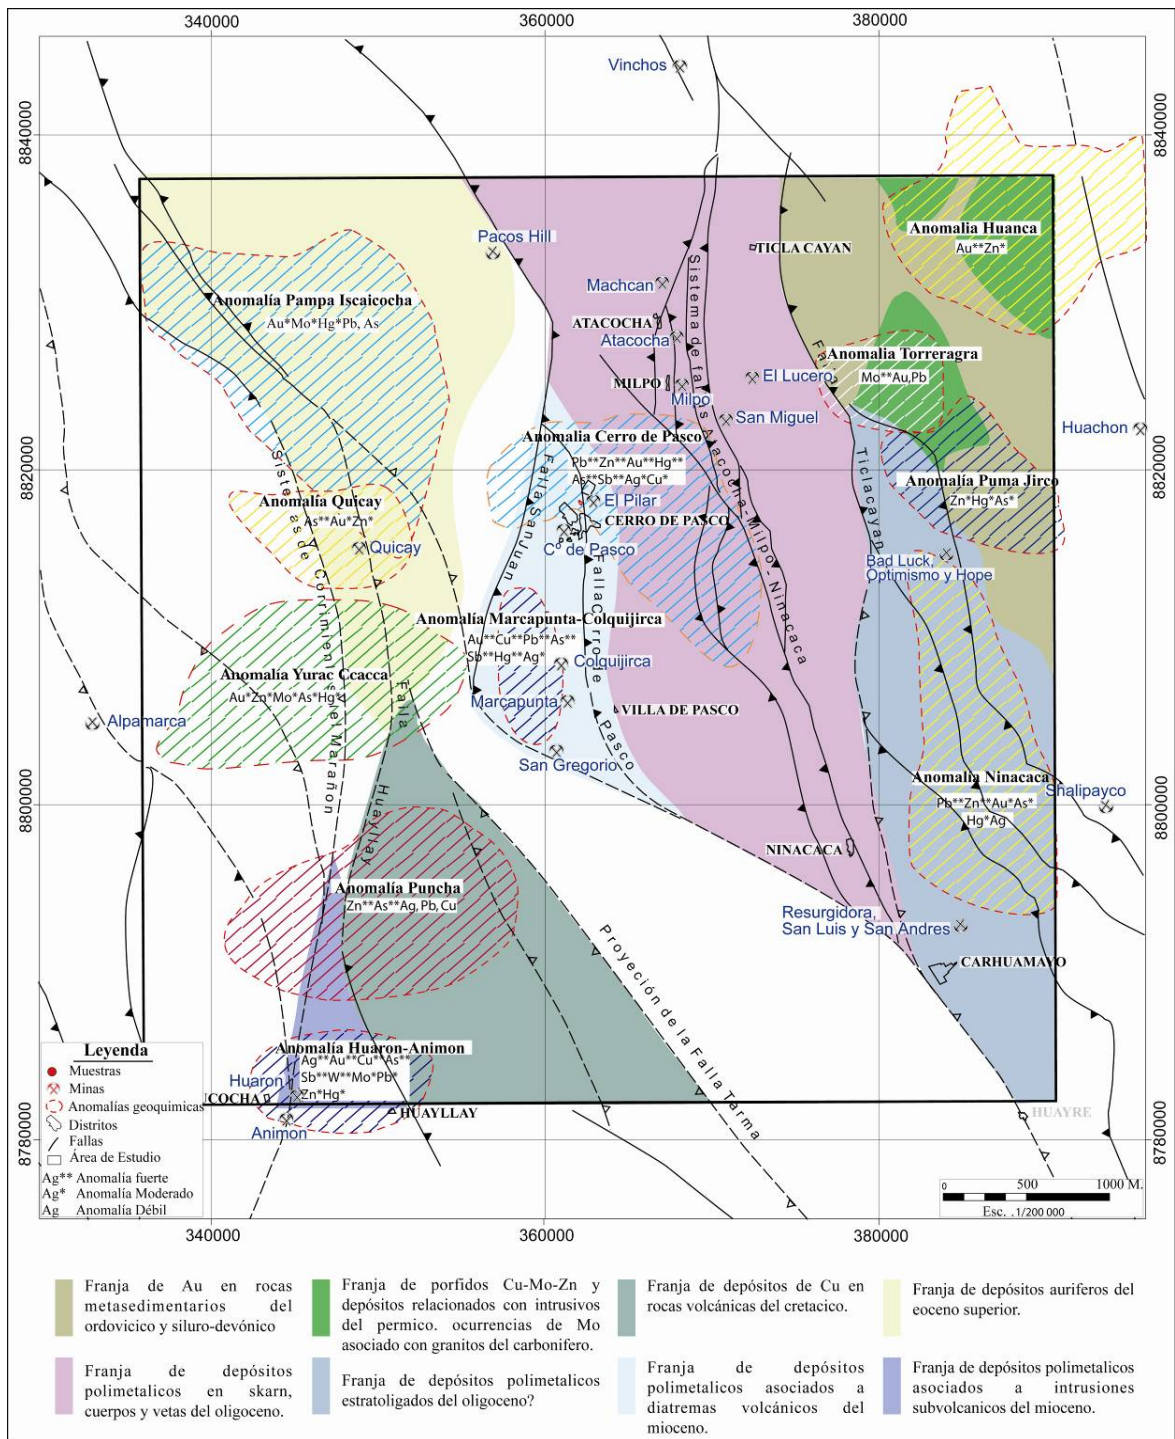 340000
360000
380000
8840000
8820000
8800000
8780000
8840000
8820000
8800000
8780000
Vinchos
Anomalia Huanca
Au**Zn*
Pacos Hill
TICLA CAYAN
Machcan
Anomalía Pampa Iscaicocha
Au*Mo*Hg*Pb, As
ATACOCHA
Atacocha
Anomalia Torreragra
Mo**Au,Pb
MILPO
Milpo
El Lucero
San Miguel
Huachon
Anomalia Cerro de Pasco
Pb**Zn**Au**Hg**
As**Sb**Ag*Cu*
Anomalia Puma Jirco
Zn*Hg*As*
Anomalía Quicay
As**Au*Zn*
Quicay
El Pilar
CERRO DE PASCO
Cº de Pasco
Bad Luck,
Optimismo y Hope
Anomalía Marcapunta-Colquijirca
Au**Cu**Pb**As**
Sb**Hg**Ag*
Colquijirca
Marcapunta
Anomalía Yurac Ccacca
Au*Zn*Mo*As*Hg*
Alpamarca
VILLA DE PASCO
San Gregorio
Anomalia Ninacaca
Pb**Zn**Au*As*
Hg*Ag
Shalipayco
NINACACA
Anomalía Puncha
Zn**As**Ag, Pb, Cu
Resurgidora,
San Luis y San Andres
CARHUAMAYO
Anomalía Huaron-Animon
Ag**Au**Cu**As**
Sb**W**Mo*Pb*
Zn*Hg*
Huaron
UCOCHA
Animon
HUAYLLAY
HUAYRE
Falla San Juan
Falla Cerro de Pasco
Sistema de fallas Atacocha-Milpo-Ninacaca
Falla Ticlacayan
Sistemas de Corrimiento del Marañon
Falla Huayllay
Proyeción de la Falla Tarma
Leyenda
Muestras
Minas
Anomalías geoquimicas
Distritos
Fallas
Área de Estudio
Ag** Anomalía fuerte
Ag* Anomalía Moderado
Ag Anomalía Débil
0 500 1000 M.
Esc. .1/200 000
340000
360000
380000
Franja de Au en rocas
metasedimentarios del
ordovicico y siluro-devónico
Franja de porfidos Cu-Mo-Zn y
depósitos relacionados con intrusivos
del permico. ocurrencias de Mo
asociado con granitos del carbonifero.
Franja de depósitos de Cu en
rocas volcánicas del cretacico.
Franja de depósitos auriferos del
eoceno superior.
Franja de depósitos
polimetalicos en skarn,
cuerpos y vetas del oligoceno.
Franja de depósitos polimetalicos
estratoligados del oligoceno?
Franja de depósitos
polimetalicos asociados a
diatremas volcánicos del
mioceno.
Franja de depósitos polimetalicos
asociados a intrusiones
subvolcanicos del mioceno.